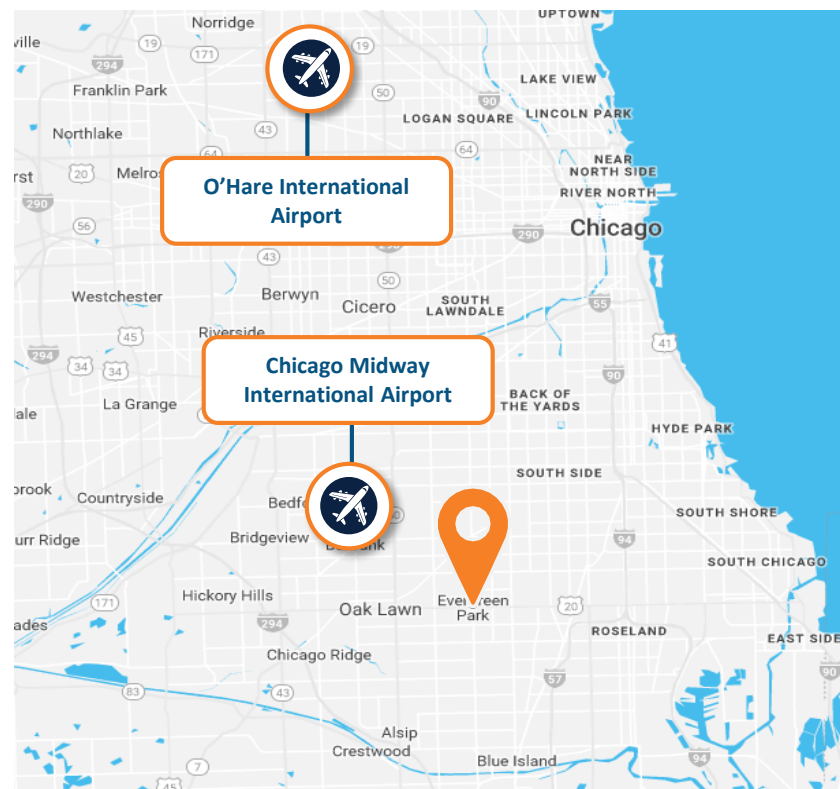 UPTOWN
Norridge
ville
19
171
19
294
LAKE VIEW
Franklin Park
50
90
LOGAN SQUARE
LINCOLN PARK
43
Northlake
64
64
NEAR
NORTH SIDE
rst
20
Melros
O'Hare International
Airport
RIVER NORTH
290
56
290
290
Chicago
43
50
Westchester
Berwyn
Cicero
SOUTH
LAWNDALE
55
Riverside
45
41
294
34
34
Chicago Midway
International Airport
90
BACK OF
THE YARDS
ale
La Grange
HYDE PARK
SOUTH SIDE
brook
Countryside
Bedfo
SOUTH SHORE
urr Ridge
Bridgeview
nk
94
SOUTH CHICAGO
Hickory Hills
171
Oak Lawn
Evergreen
Park
20
ades
294
ROSELAND
EAST SIDE
Chicago Ridge
57
90
83
43
Alsip
Crestwood
Blue Island
94
7
45